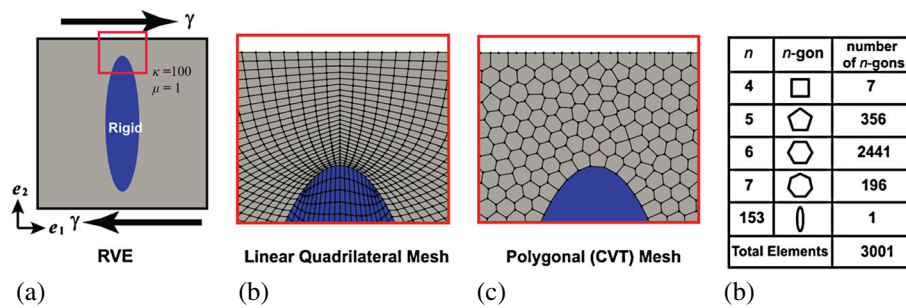 γ
κ=100
μ = 1
Rigid
e2
e1
γ
RVE
(a)
Linear Quadrilateral Mesh
(b)
Polygonal (CVT) Mesh
(c)
n n-gon number of n-gons
4 7
5 356
6 2441
7 196
153 1
Total Elements 3001
(b)